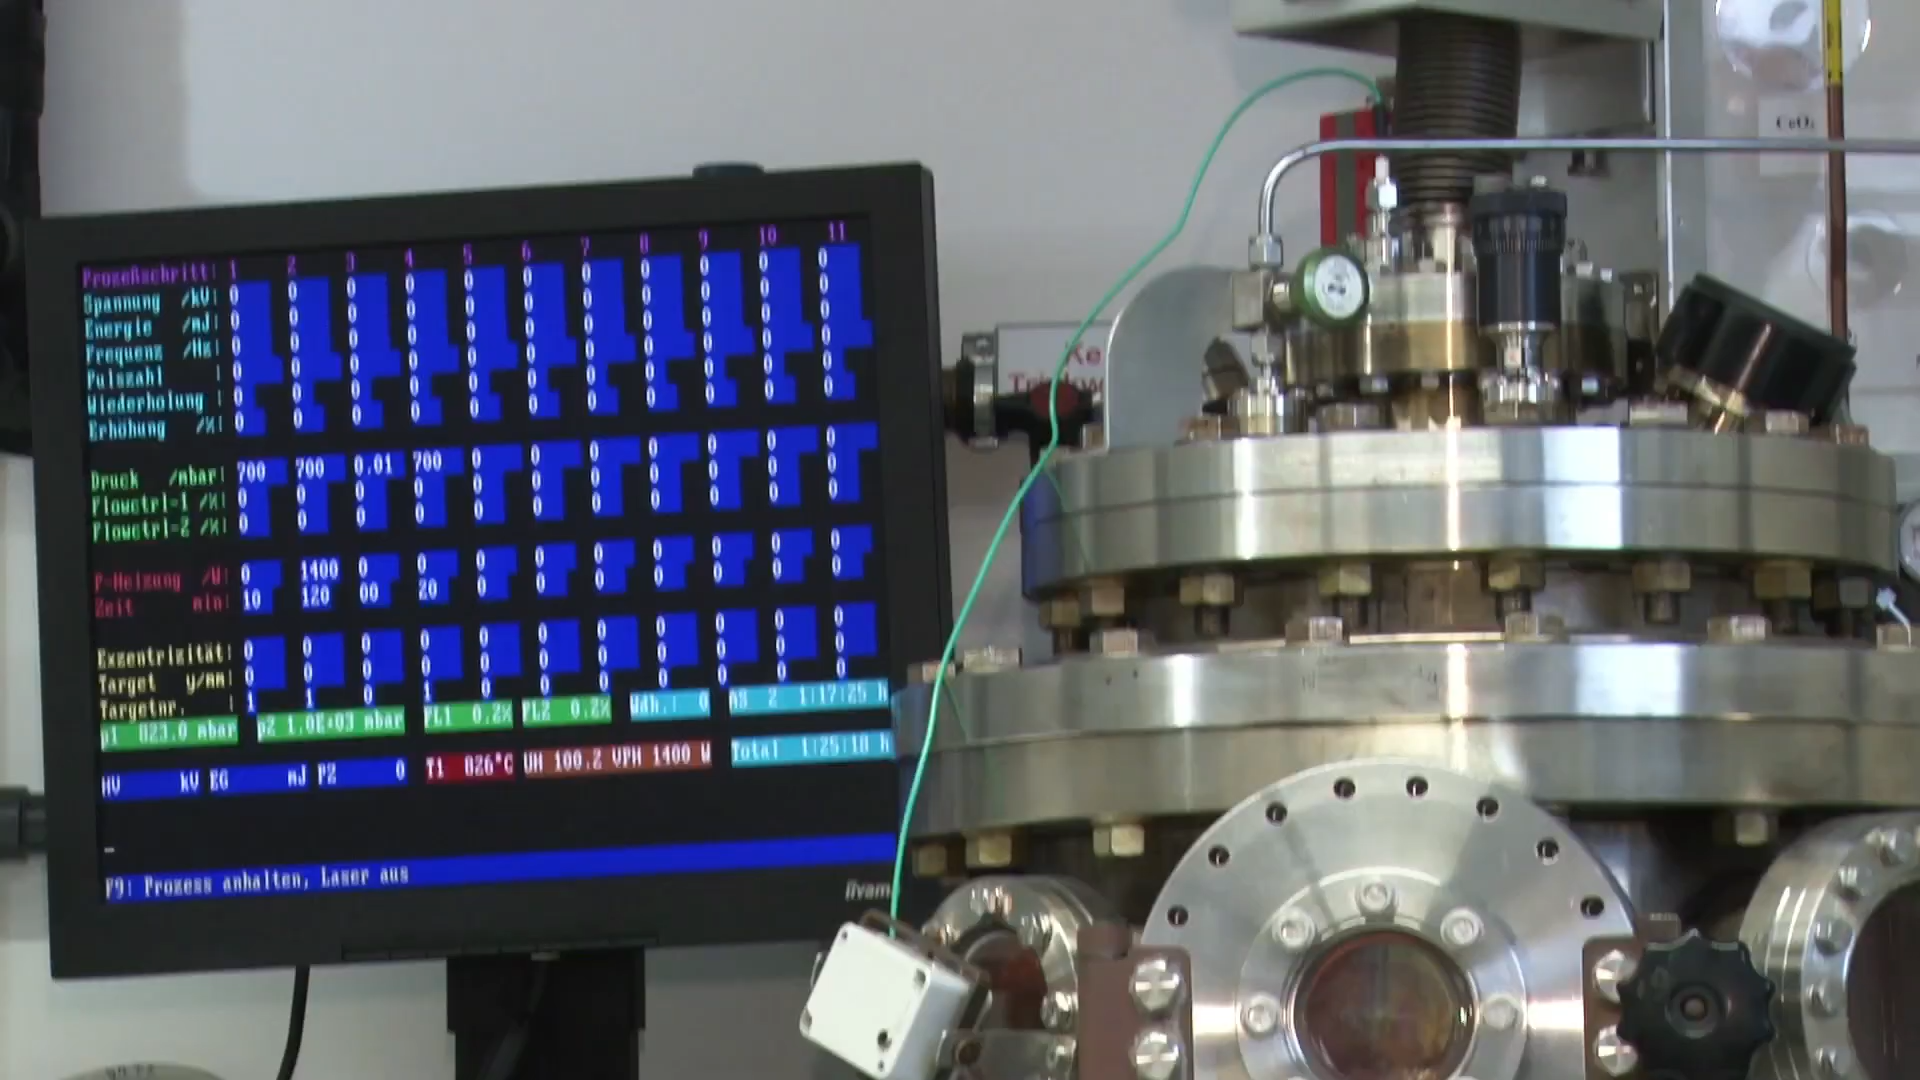 Prozeßschritt: 1 2 3 4 5 6 7 8 9 10 11
Spannung /kV: 0 0 0 0 0 0 0 0 0 0 0
Energie /mJ: 0 0 0 0 0 0 0 0 0 0 0
Frequenz /Hz: 0 0 0 0 0 0 0 0 0 0 0
Pulszahl : 0 0 0 0 0 0 0 0 0 0 0
Wiederholung : 0 0 0 0 0 0 0 0 0 0 0
Erhöhung /%: 0 0 0 0 0 0 0 0 0 0 0
Druck /mbar: 700 700 0.01 700 0 0 0 0 0 0 0
Flowctrl-1 /%: 0 0 0 0 0 0 0 0 0 0 0
Flowctrl-2 /%: 0 0 0 0 0 0 0 0 0 0 0
P-Heizung /W: 0 1400 0 0 0 0 0 0 0 0 0
Zeit min: 10 120 00 20 0 0 0 0 0 0 0
Exzentrizität: 0 0 0 0 0 0 0 0 0 0 0
Target y/mm: 0 0 0 0 0 0 0 0 0 0 0
Targetnr. : 1 1 0 1 0 0 0 0 0 0 0
p1 823.0 mbar p2 1.0E+03 mbar FL1 0.2% FL2 0.2% Wdh.: 0 2 1:17:25 h
HV kV EG mJ PZ 0 T1 826°C UH 100.2 V PH 1400 W Total 1:25:18 h
F9: Prozess anhalten, Laser aus
iiyama
CeO₂
Ke